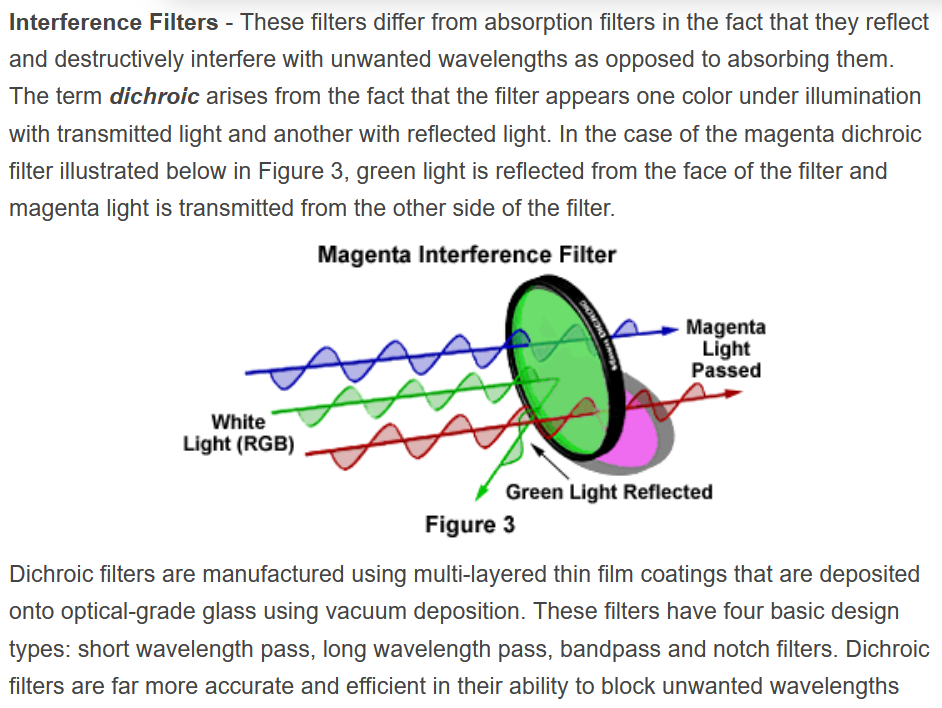 Interference Filters - These filters differ from absorption filters in the fact that they reflect
and destructively interfere with unwanted wavelengths as opposed to absorbing them.
The term dichroic arises from the fact that the filter appears one color under illumination
with transmitted light and another with reflected light. In the case of the magenta dichroic
filter illustrated below in Figure 3, green light is reflected from the face of the filter and
magenta light is transmitted from the other side of the filter.
Magenta Interference Filter
Magenta
Light
Passed
White
Light (RGB)
Green Light Reflected
Figure 3
Dichroic filters are manufactured using multi-layered thin film coatings that are deposited
onto optical-grade glass using vacuum deposition. These filters have four basic design
types: short wavelength pass, long wavelength pass, bandpass and notch filters. Dichroic
filters are far more accurate and efficient in their ability to block unwanted wavelengths